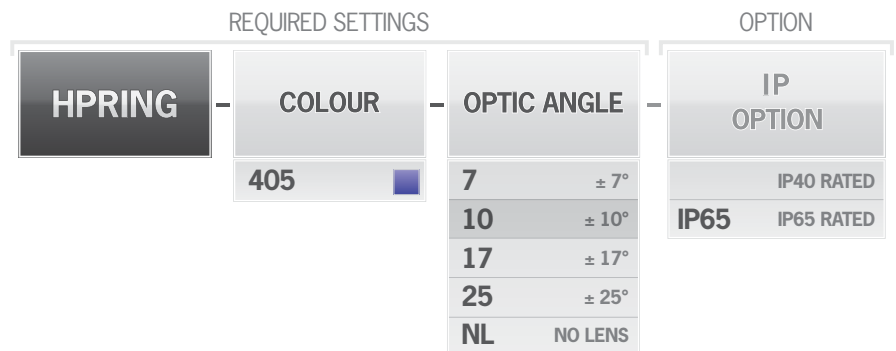 REQUIRED SETTINGS OPTION
HPRING - COLOUR - OPTIC ANGLE - IP OPTION
405
7 ± 7°
10 ± 10°
17 ± 17°
25 ± 25°
NL NO LENS
IP40 RATED
IP65 IP65 RATED